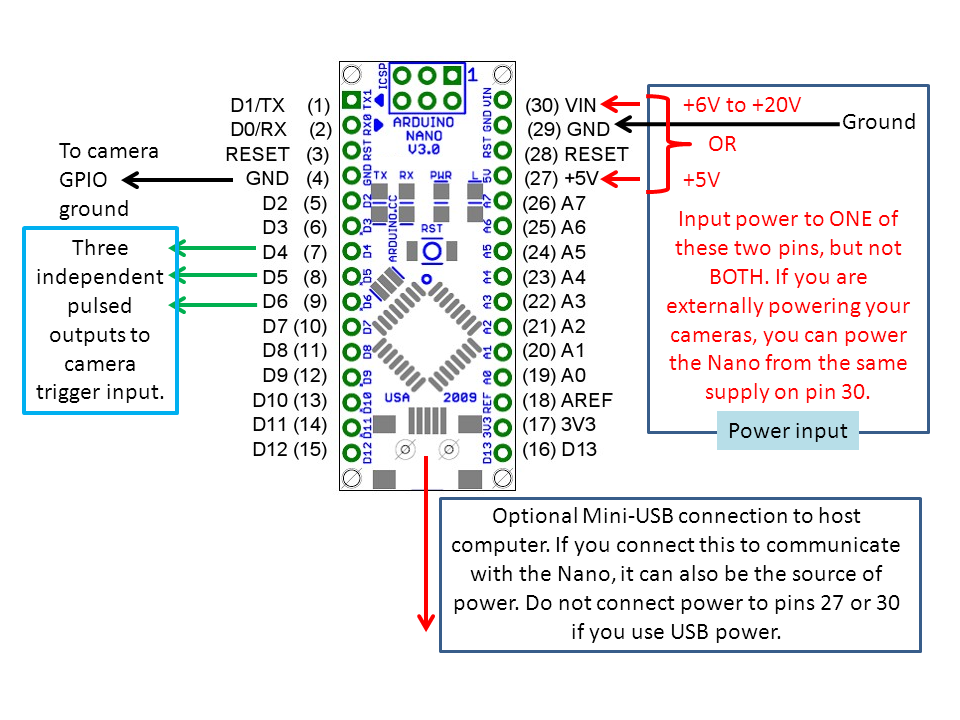 D1/TX (1)
D0/RX (2)
RESET (3)
GND (4)
D2 (5)
D3 (6)
D4 (7)
D5 (8)
D6 (9)
D7 (10)
D8 (11)
D9 (12)
D10 (13)
D11 (14)
D12 (15)
To camera
GPIO
ground
Three
independent
pulsed
outputs to
camera
trigger input.
ICSP
1
TX1
RX0
RST
GND
D2
D3
D4
D5
D6
D7
D8
D9
D10
D11
D12
ARDUINO
NANO
V3.0
TX RX PWR L
ARDUINO.CC
RST
USA 2009
VIN
GND
RST
5V
A7
A6
A5
A4
A3
A2
A1
A0
REF
3V3
D13
(30) VIN
(29) GND
(28) RESET
(27) +5V
(26) A7
(25) A6
(24) A5
(23) A4
(22) A3
(21) A2
(20) A1
(19) A0
(18) AREF
(17) 3V3
(16) D13
+6V to +20V
Ground
OR
+5V
Input power to ONE of
these two pins, but not
BOTH. If you are
externally powering your
cameras, you can power
the Nano from the same
supply on pin 30.
Power input
Optional Mini-USB connection to host
computer. If you connect this to communicate
with the Nano, it can also be the source of
power. Do not connect power to pins 27 or 30
if you use USB power.